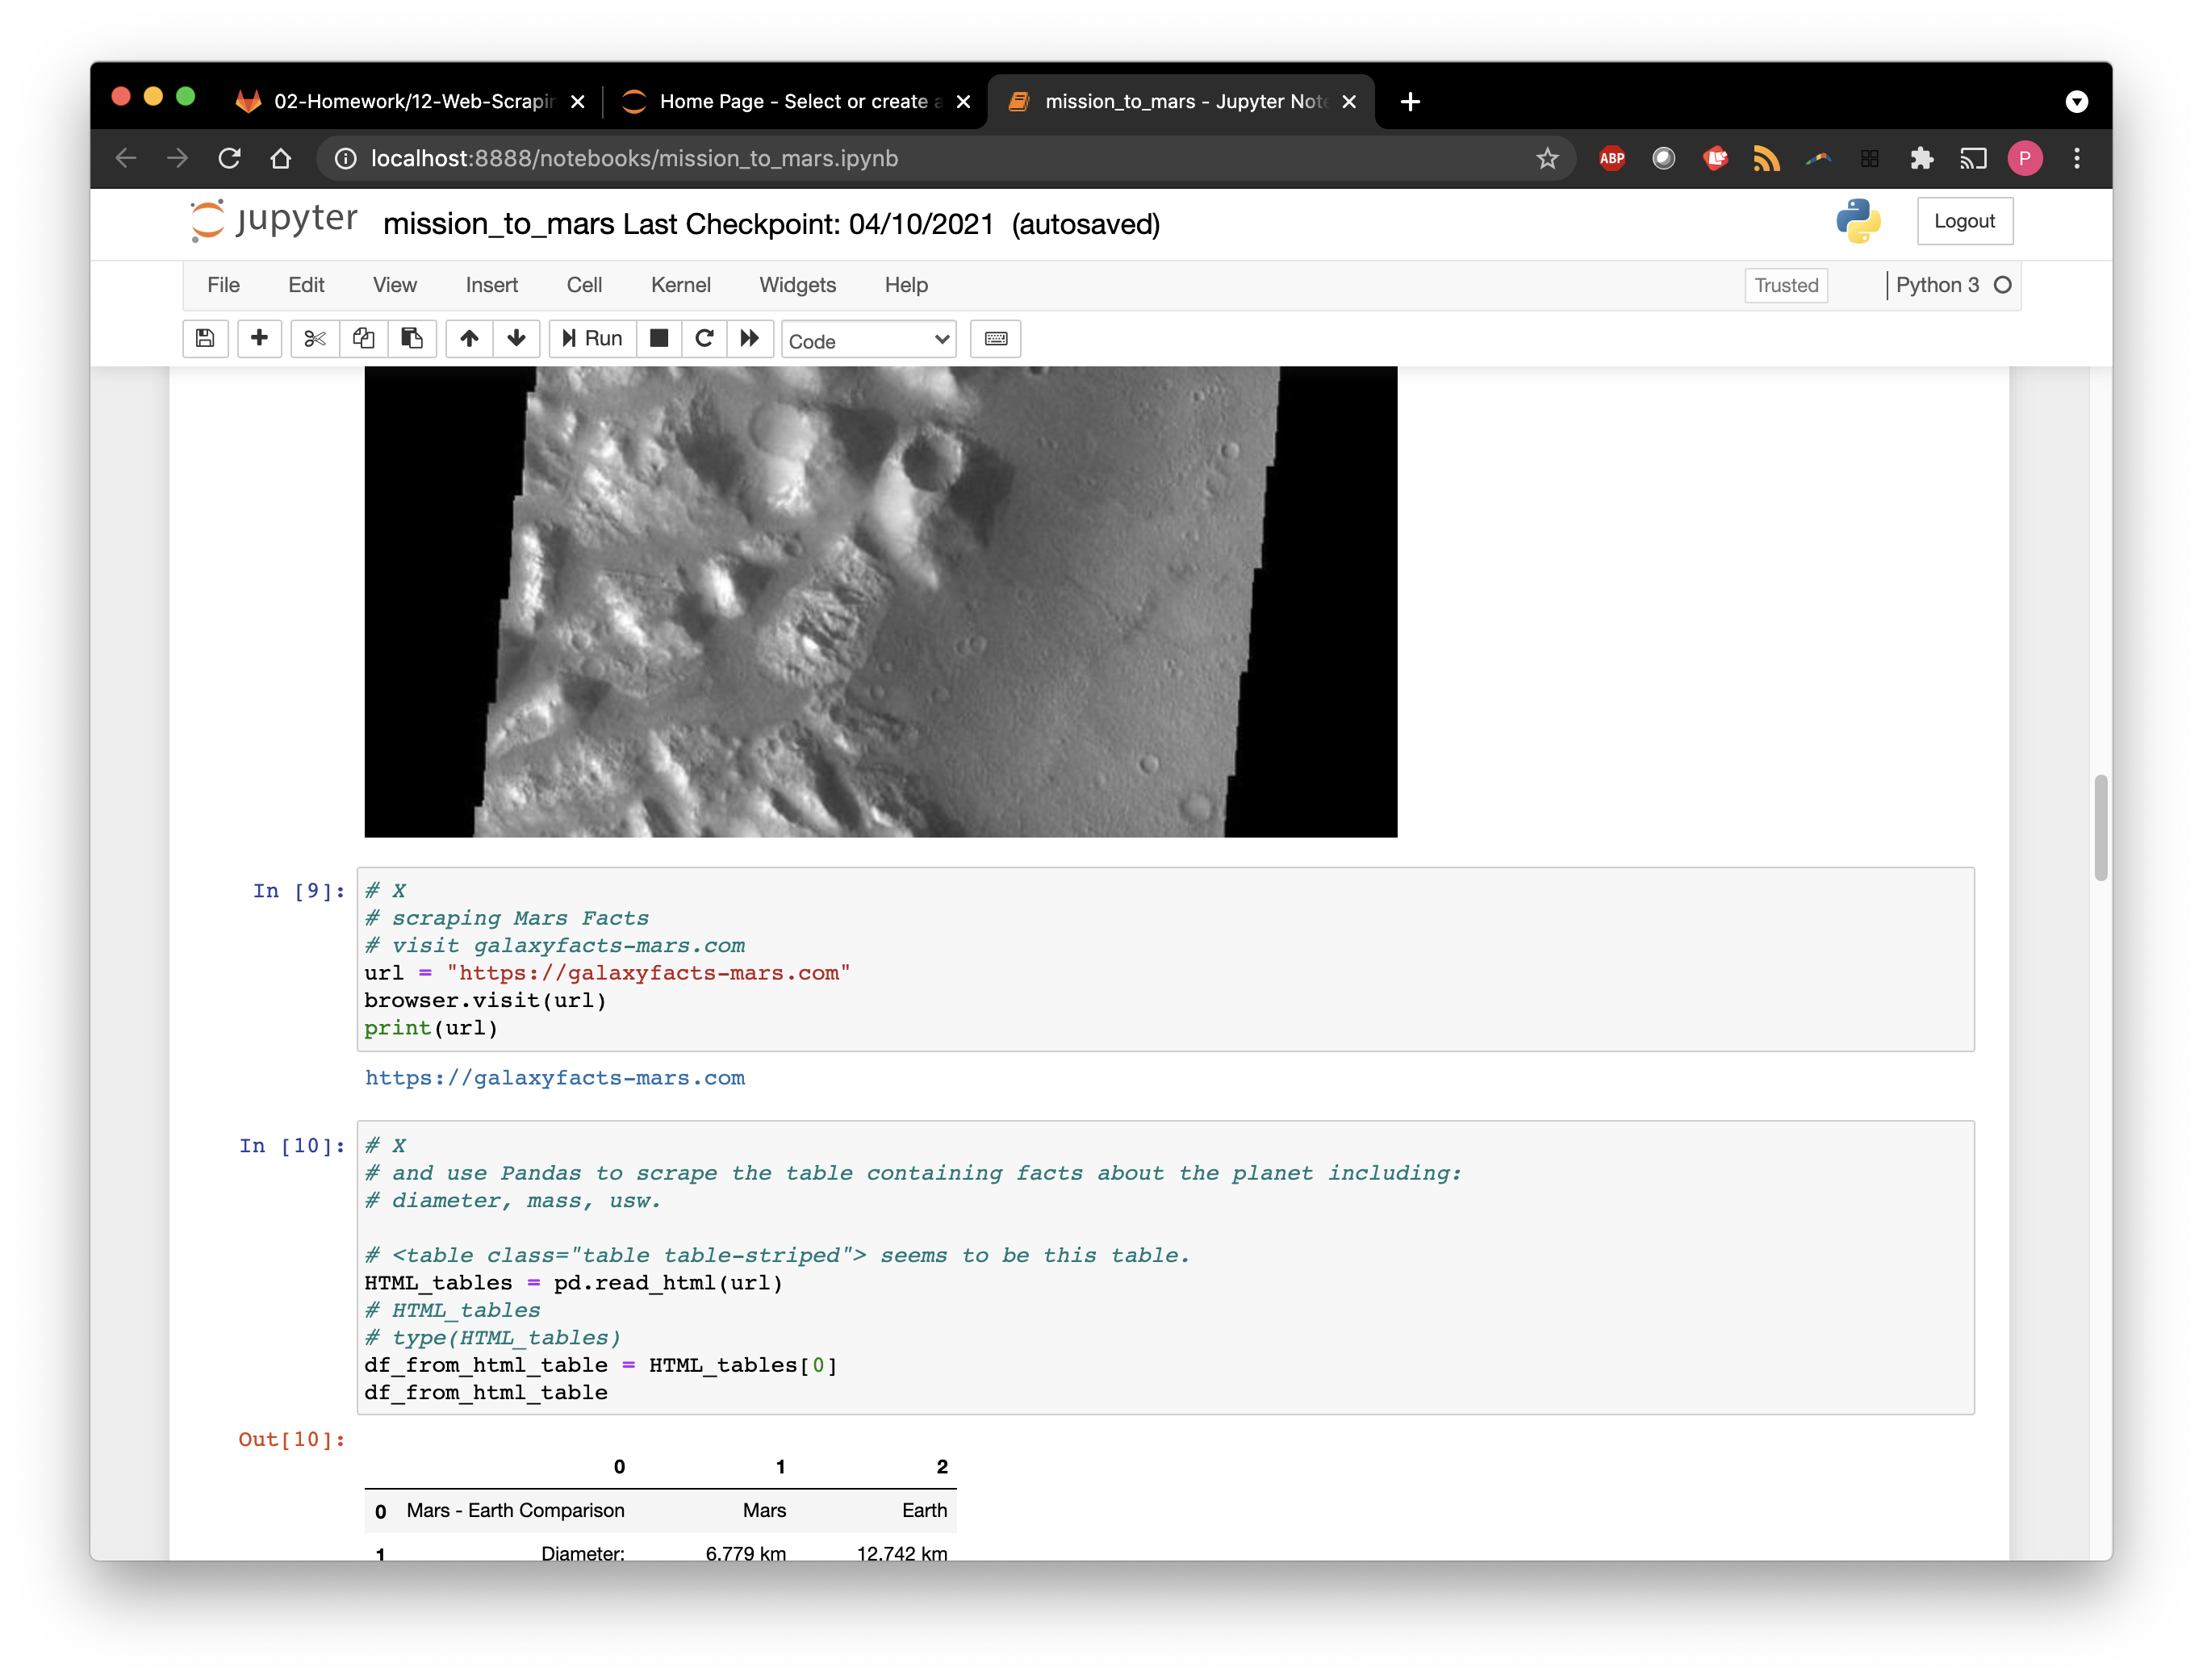 02-Homework/12-Web-Scrapin
Home Page - Select or create a
mission_to_mars - Jupyter Note
localhost:8888/notebooks/mission_to_mars.ipynb
ABP
P
jupyter
mission_to_mars Last Checkpoint: 04/10/2021 (autosaved)
Logout
File Edit View Insert Cell Kernel Widgets Help
Trusted
Python 3
Run
Code
In [9]:
# X
# scraping Mars Facts
# visit galaxyfacts-mars.com
url = "https://galaxyfacts-mars.com"
browser.visit(url)
print(url)
https://galaxyfacts-mars.com
In [10]:
# X
# and use Pandas to scrape the table containing facts about the planet including:
# diameter, mass, usw.
# <table class="table table-striped"> seems to be this table.
HTML_tables = pd.read_html(url)
# HTML_tables
# type(HTML_tables)
df_from_html_table = HTML_tables[0]
df_from_html_table
Out[10]:
0 1 2
0 Mars - Earth Comparison Mars Earth
1 Diameter: 6.779 km 12.742 km